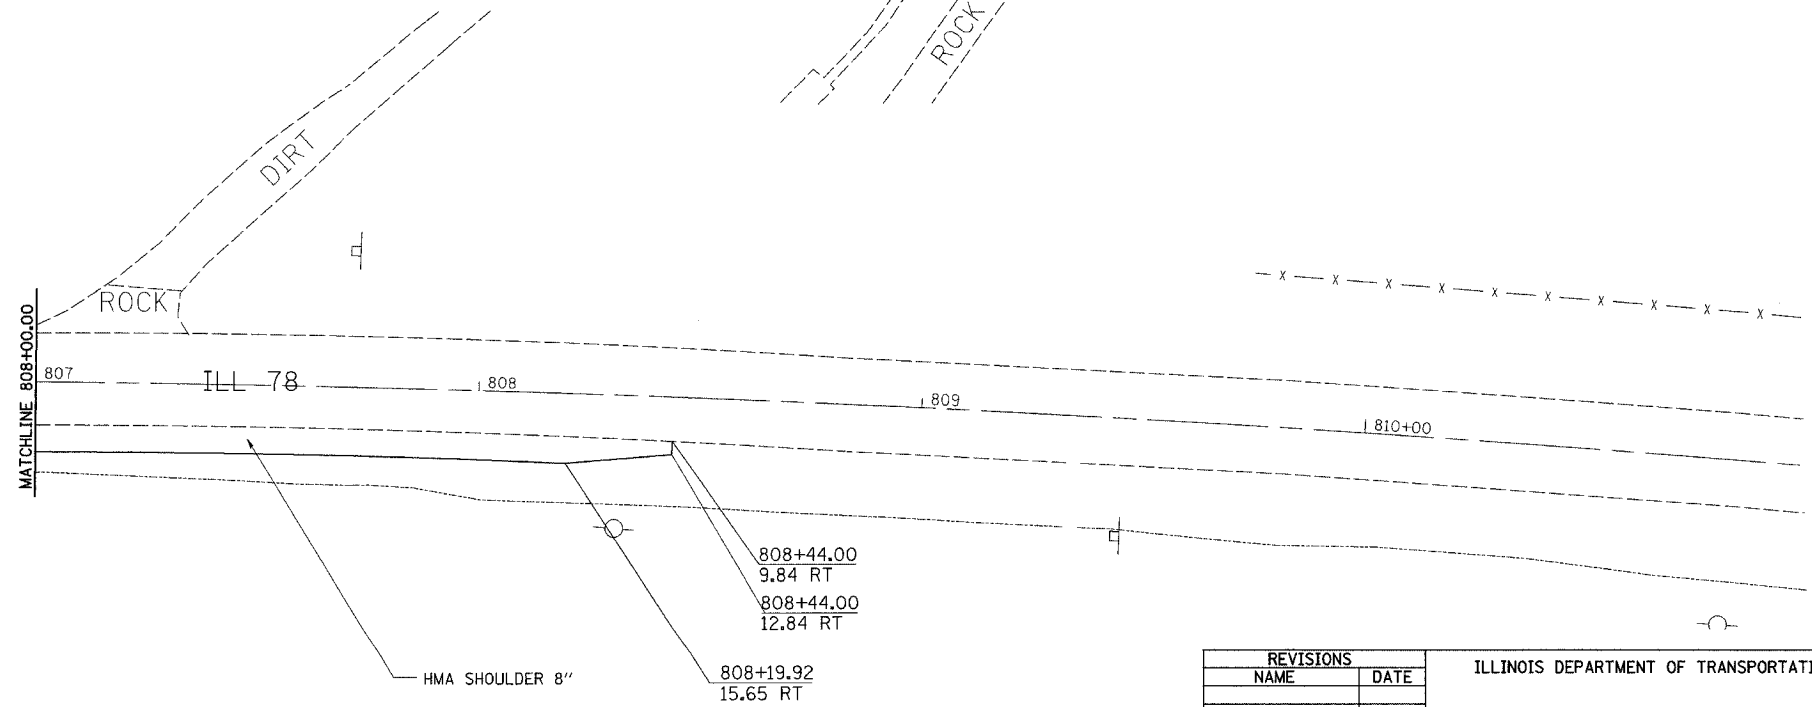 ROCK
DIRT
ROCK
MATCHLINE 808+00.00
807
ILL 78
808
809
810+00
X X X X X X X X X X
808+44.00
9.84 RT
808+44.00
12.84 RT
808+19.92
15.65 RT
HMA SHOULDER 8"
REVISIONS
NAME DATE
ILLINOIS DEPARTMENT OF TRANSPORTATI